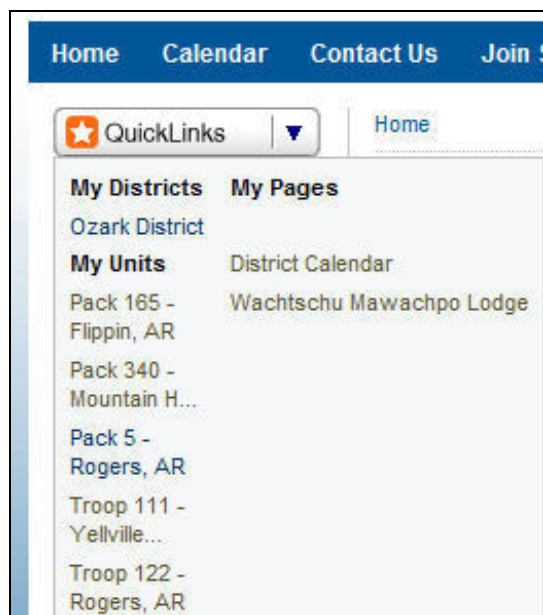 Home Calendar Contact Us Join
QuickLinks Home
My Districts My Pages
Ozark District
My Units District Calendar
Pack 165 - Wachtschu Mawachpo Lodge
Flippin, AR
Pack 340 -
Mountain H...
Pack 5 -
Rogers, AR
Troop 111 -
Yellville...
Troop 122 -
Rogers, AR